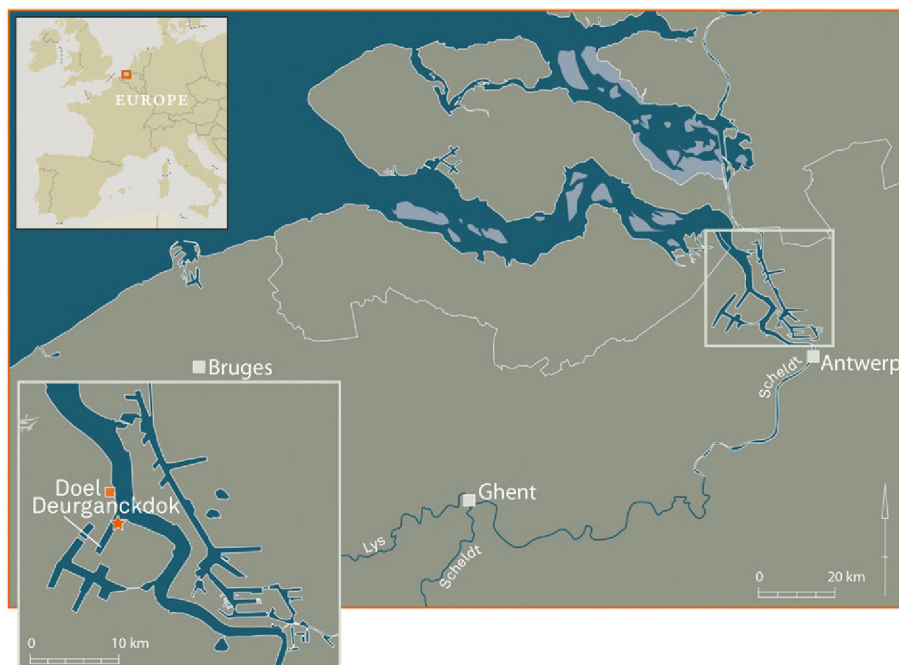 EUROPE
Bruges
Antwerp
Scheldt
Doel
Deurganckdok
Ghent
Lys
Scheldt
0 20 km
0 10 km